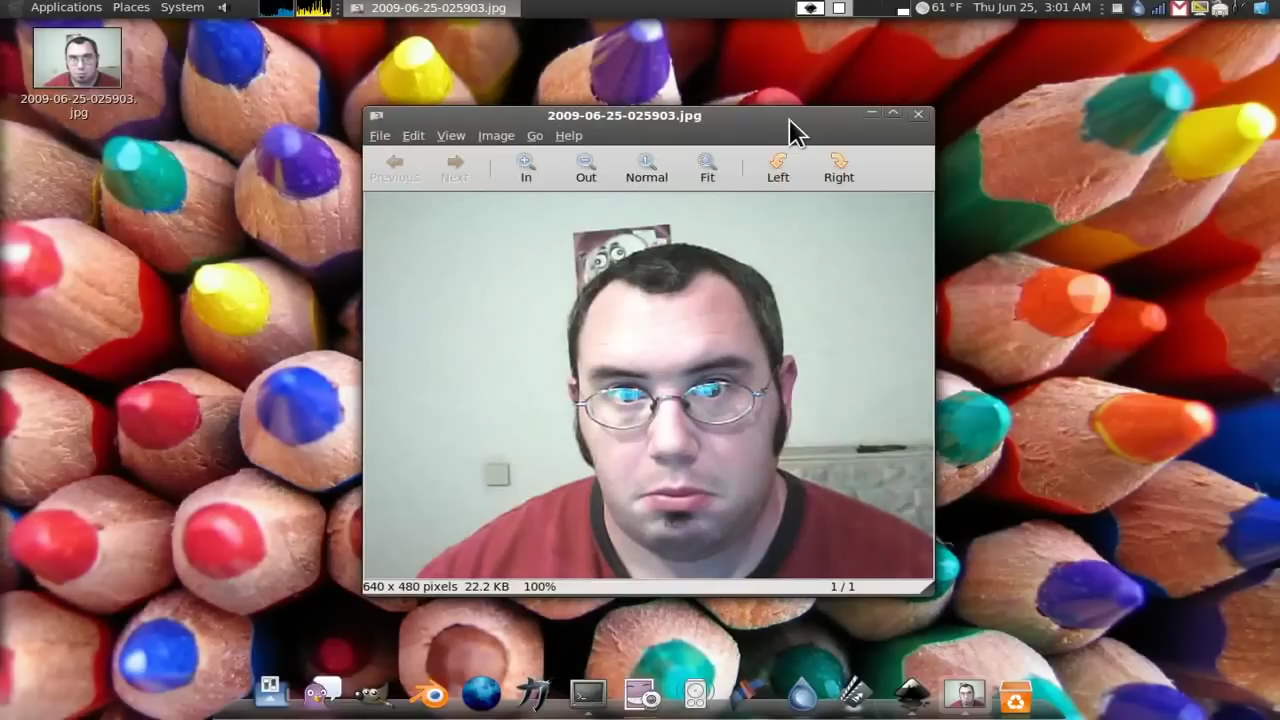 Applications Places System
2009-06-25-025903.jpg
61 °F Thu Jun 25, 3:01 AM
2009-06-25-025903.
jpg
2009-06-25-025903.jpg
File Edit View Image Go Help
Previous Next In Out Normal Fit Left Right
640 x 480 pixels 22.2 KB 100% 1 / 1